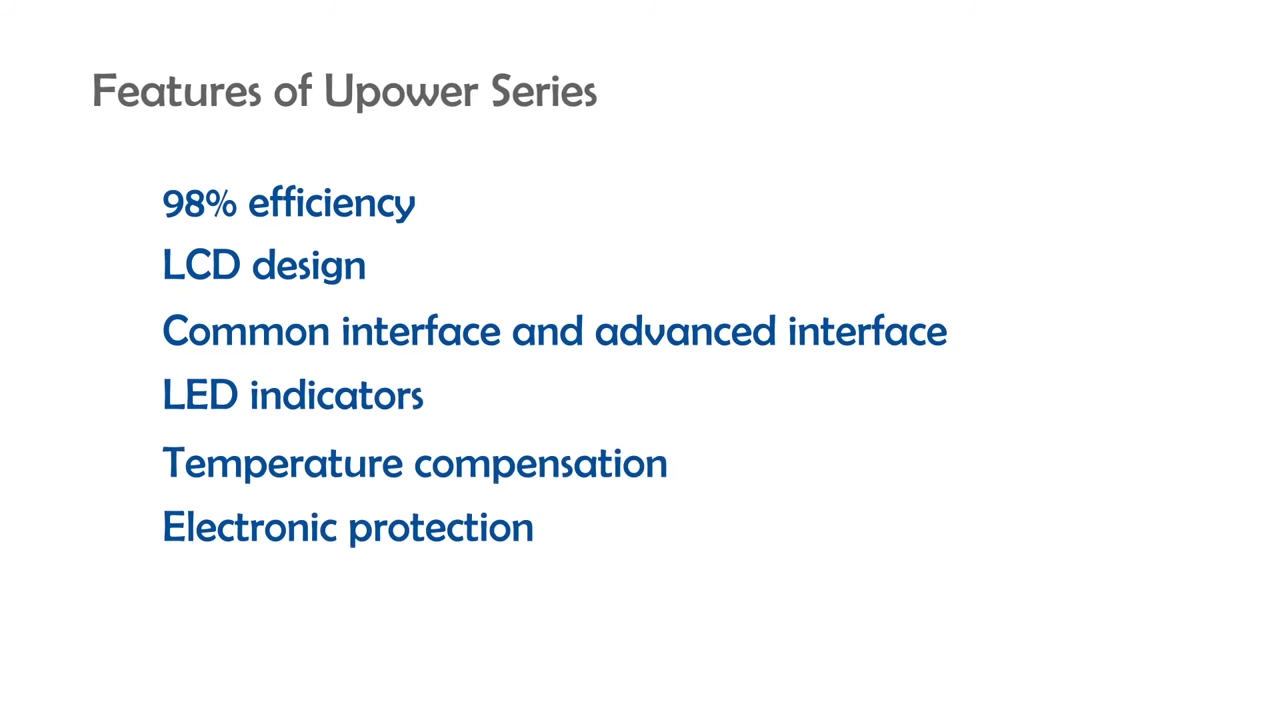 Features of Upower Series
98% efficiency
LCD design
Common interface and advanced interface
LED indicators
Temperature compensation
Electronic protection